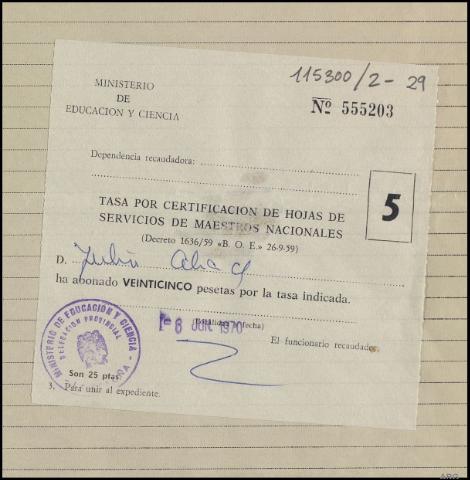 115300/2-29
MINISTERIO
DE
EDUCACION Y CIENCIA
Nº 555203
Dependencia recaudadora:
5
TASA POR CERTIFICACION DE HOJAS DE
SERVICIOS DE MAESTROS NACIONALES
(Decreto 1636/59 «B. O. E.» 26-9-59)
D.
ha abonado VEINTICINCO pesetas por la tasa indicada.
8 JUN. 1970
fecha)
El funcionario recaudador,
MINISTERIO DE EDUCACION Y CIENCIA
DELEGACION PROVINCIAL
Son 25 ptas.
3. Para unir al expediente.